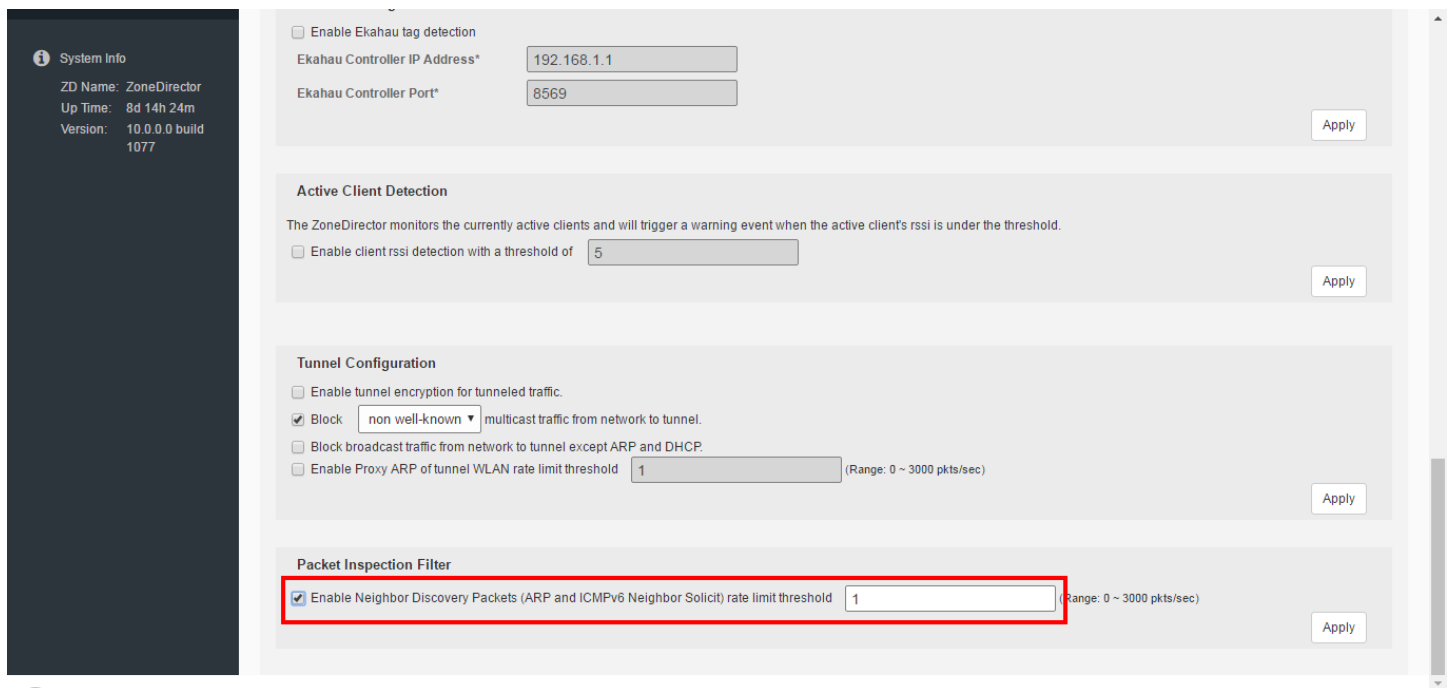 Enable Ekahau tag detection
System Info
Ekahau Controller IP Address* 192.168.1.1
ZD Name: ZoneDirector
Ekahau Controller Port* 8569
Up Time: 8d 14h 24m
Version: 10.0.0.0 build
1077
Apply
Active Client Detection
The ZoneDirector monitors the currently active clients and will trigger a warning event when the active client's rssi is under the threshold.
Enable client rssi detection with a threshold of 5
Apply
Tunnel Configuration
Enable tunnel encryption for tunneled traffic.
Block non well-known multicast traffic from network to tunnel.
Block broadcast traffic from network to tunnel except ARP and DHCP.
Enable Proxy ARP of tunnel WLAN rate limit threshold 1 (Range: 0 ~ 3000 pkts/sec)
Apply
Packet Inspection Filter
Enable Neighbor Discovery Packets (ARP and ICMPv6 Neighbor Solicit) rate limit threshold 1 (Range: 0 ~ 3000 pkts/sec)
Apply